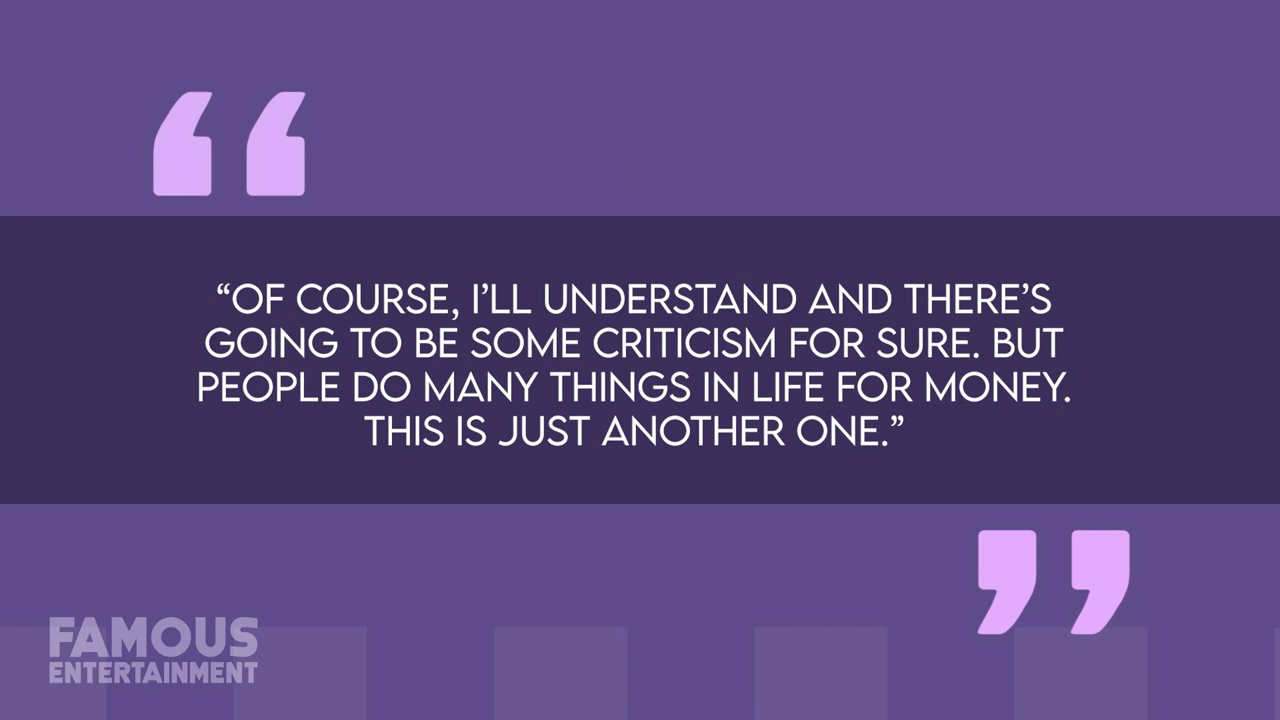 “OF COURSE, I’LL UNDERSTAND AND THERE’S
GOING TO BE SOME CRITICISM FOR SURE. BUT
PEOPLE DO MANY THINGS IN LIFE FOR MONEY.
THIS IS JUST ANOTHER ONE.”
FAMOUS
ENTERTAINMENT